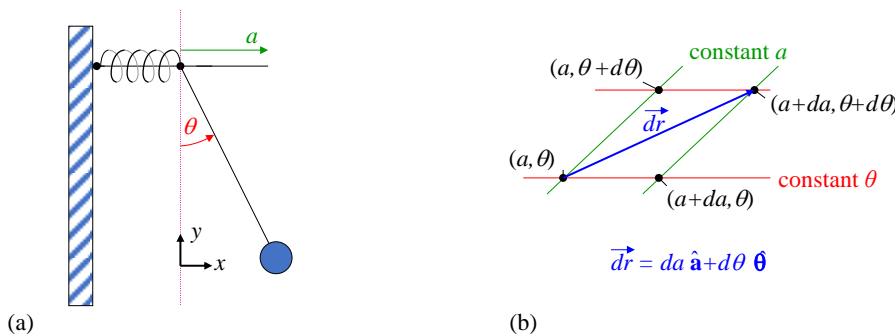 a
θ
y
x
(a)
constant a
(a, θ+dθ)
(a+da, θ+dθ)
dr
(a, θ)
constant θ
(a+da, θ)
dr = da â+dθ θ̂
(b)